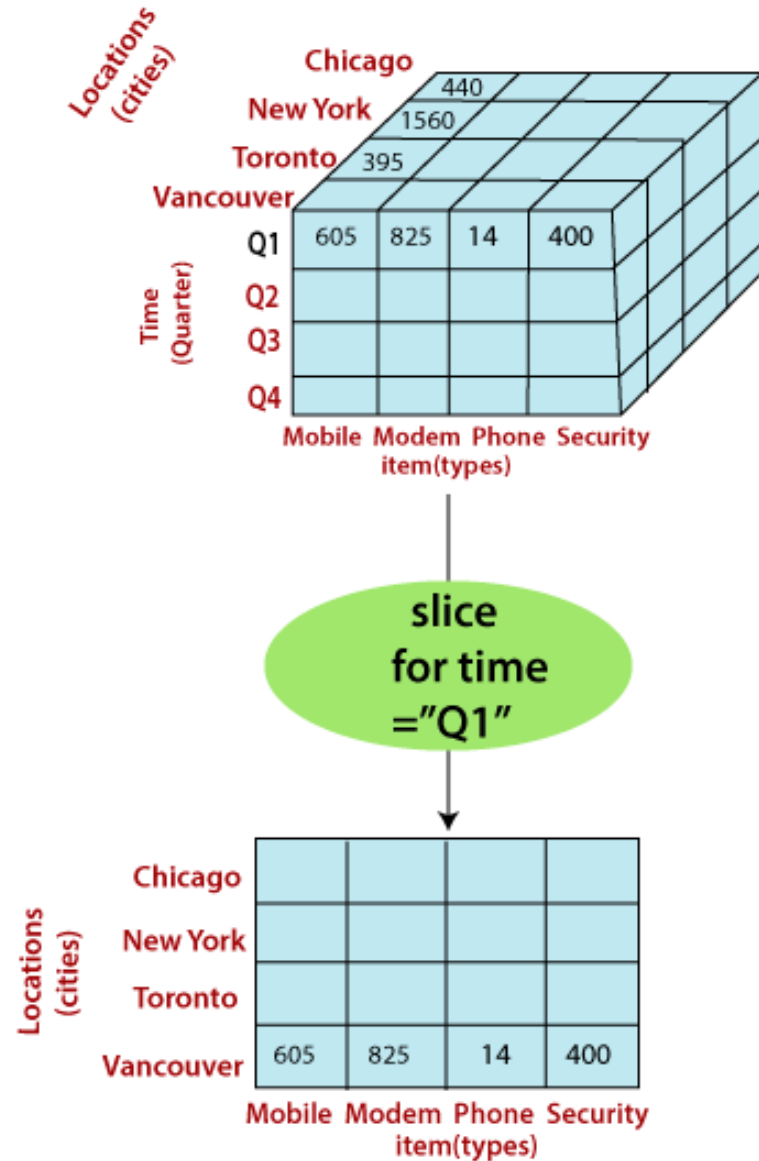 Locations
(cities)
Chicago
440
New York
1560
Toronto
395
Vancouver
Q1 605 825 14 400
Time
(Quarter)
Q2
Q3
Q4
Mobile Modem Phone Security
item(types)
slice
for time
="Q1"
Locations
(cities)
Chicago
New York
Toronto
Vancouver 605 825 14 400
Mobile Modem Phone Security
item(types)